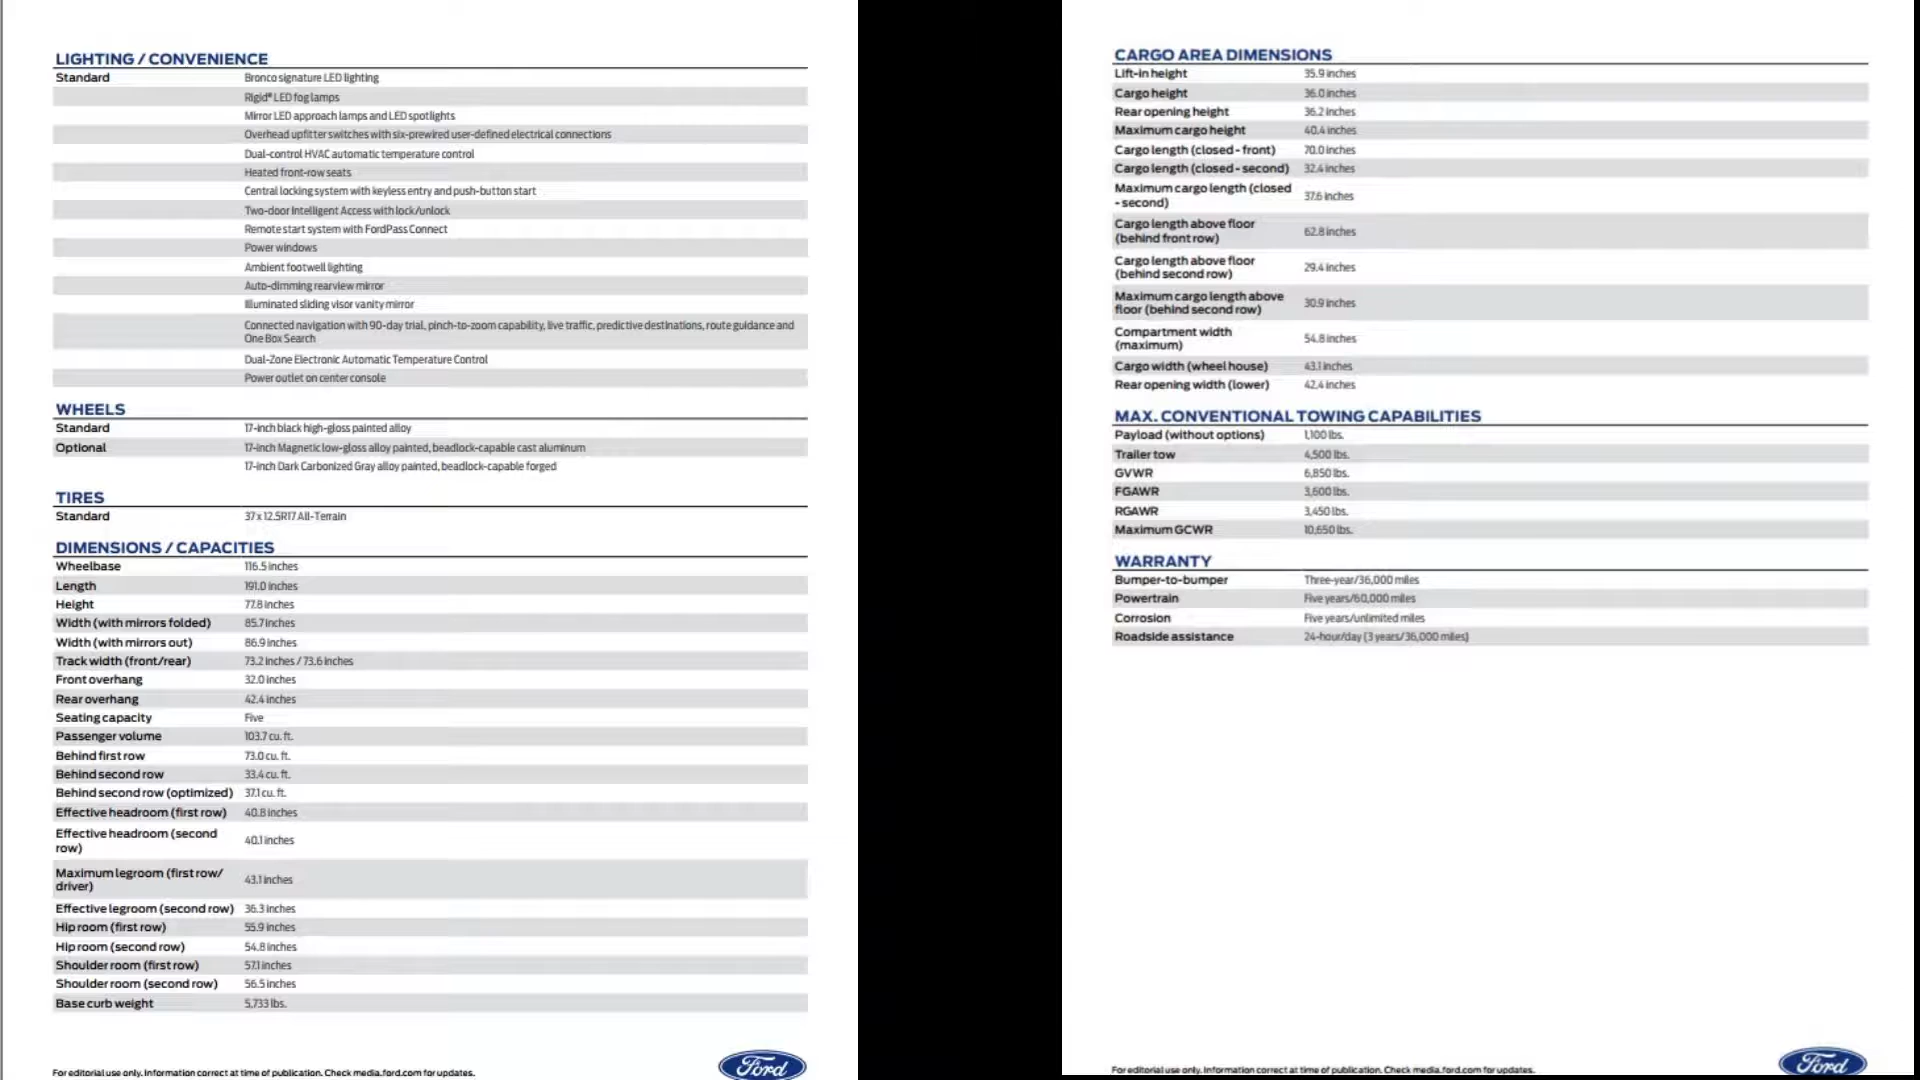 LIGHTING / CONVENIENCE
Standard Bronco signature LED lighting
Rigid® LED fog lamps
Mirror LED approach lamps and LED spotlights
Overhead upfitter switches with six-prewired user-defined electrical connections
Dual-control HVAC automatic temperature control
Heated front-row seats
Central locking system with keyless entry and push-button start
Two-door Intelligent Access with lock/unlock
Remote start system with FordPass Connect
Power windows
Ambient footwell lighting
Auto-dimming rearview mirror
Illuminated sliding visor vanity mirror
Connected navigation with 90-day trial, pinch-to-zoom capability, live traffic, predictive destinations, route guidance and
One Box Search
Dual-Zone Electronic Automatic Temperature Control
Power outlet on center console
WHEELS
Standard 17-inch black high-gloss painted alloy
Optional 17-inch Magnetic low-gloss alloy painted, beadlock-capable cast aluminum
17-inch Dark Carbonized Gray alloy painted, beadlock-capable forged
TIRES
Standard 37 x 12.5R17 All-Terrain
DIMENSIONS / CAPACITIES
Wheelbase 116.5 inches
Length 191.0 inches
Height 77.8 inches
Width (with mirrors folded) 85.7 inches
Width (with mirrors out) 86.9 inches
Track width (front/rear) 73.2 inches / 73.6 inches
Front overhang 32.0 inches
Rear overhang 42.4 inches
Seating capacity Five
Passenger volume 103.7 cu. ft.
Behind first row 73.0 cu. ft.
Behind second row 33.4 cu. ft.
Behind second row (optimized) 37.1 cu. ft.
Effective headroom (first row) 40.8 inches
Effective headroom (second
row) 40.1 inches
Maximum legroom (first row/
driver) 43.1 inches
Effective legroom (second row) 36.3 inches
Hip room (first row) 55.9 inches
Hip room (second row) 54.8 inches
Shoulder room (first row) 57.1 inches
Shoulder room (second row) 56.5 inches
Base curb weight 5,733 lbs.
For editorial use only. Information correct at time of publication. Check media.ford.com for updates.
Ford
CARGO AREA DIMENSIONS
Lift-in height 35.9 inches
Cargo height 36.0 inches
Rear opening height 36.2 inches
Maximum cargo height 40.4 inches
Cargo length (closed - front) 70.0 inches
Cargo length (closed - second) 32.4 inches
Maximum cargo length (closed
- second) 37.6 inches
Cargo length above floor
(behind front row) 62.8 inches
Cargo length above floor
(behind second row) 29.4 inches
Maximum cargo length above
floor (behind second row) 30.9 inches
Compartment width
(maximum) 54.8 inches
Cargo width (wheel house) 43.1 inches
Rear opening width (lower) 42.4 inches
MAX. CONVENTIONAL TOWING CAPABILITIES
Payload (without options) 1,100 lbs.
Trailer tow 4,500 lbs.
GVWR 6,850 lbs.
FGAWR 3,600 lbs.
RGAWR 3,450 lbs.
Maximum GCWR 10,650 lbs.
WARRANTY
Bumper-to-bumper Three-year/36,000 miles
Powertrain Five years/60,000 miles
Corrosion Five years/unlimited miles
Roadside assistance 24-hour/day (3 years/36,000 miles)
For editorial use only. Information correct at time of publication. Check media.ford.com for updates.
Ford